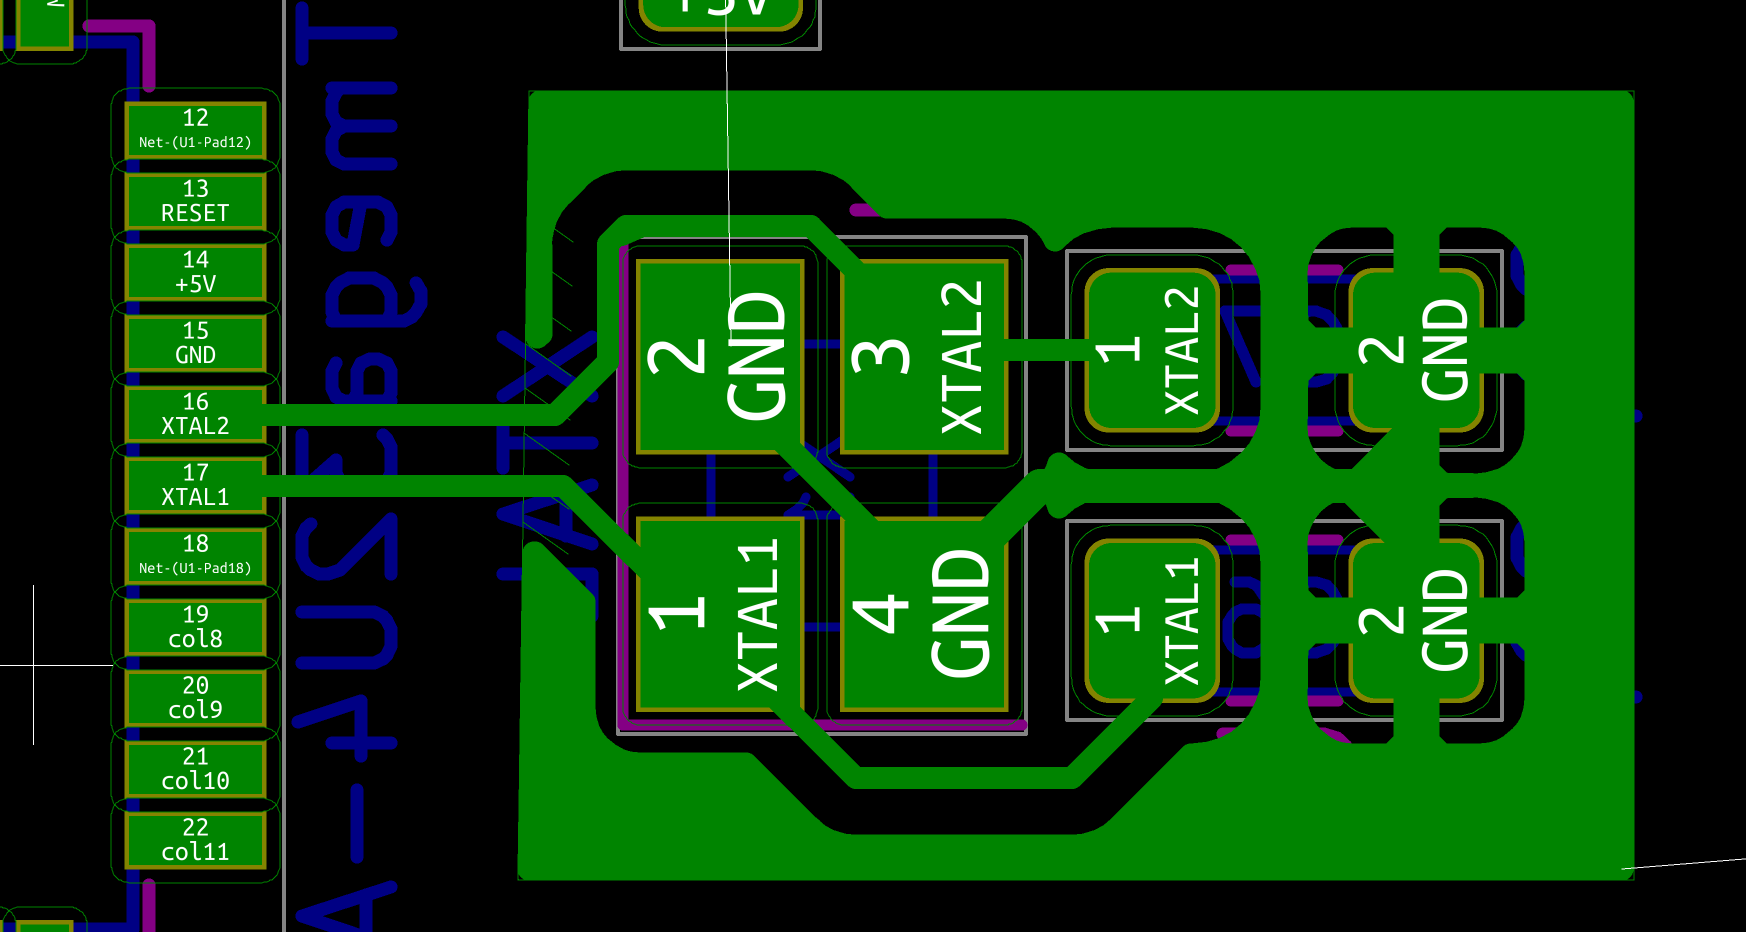 N
+5V
12
Net-(U1-Pad12)
13
RESET
14
+5V
15
GND
16
XTAL2
17
XTAL1
18
Net-(U1-Pad18)
19
col8
20
col9
21
col10
22
col11
Tmega32U4-A
XTAL
2
GND
3
XTAL2
1
XTAL1
4
GND
1
XTAL2
2
GND
1
XTAL1
2
GND